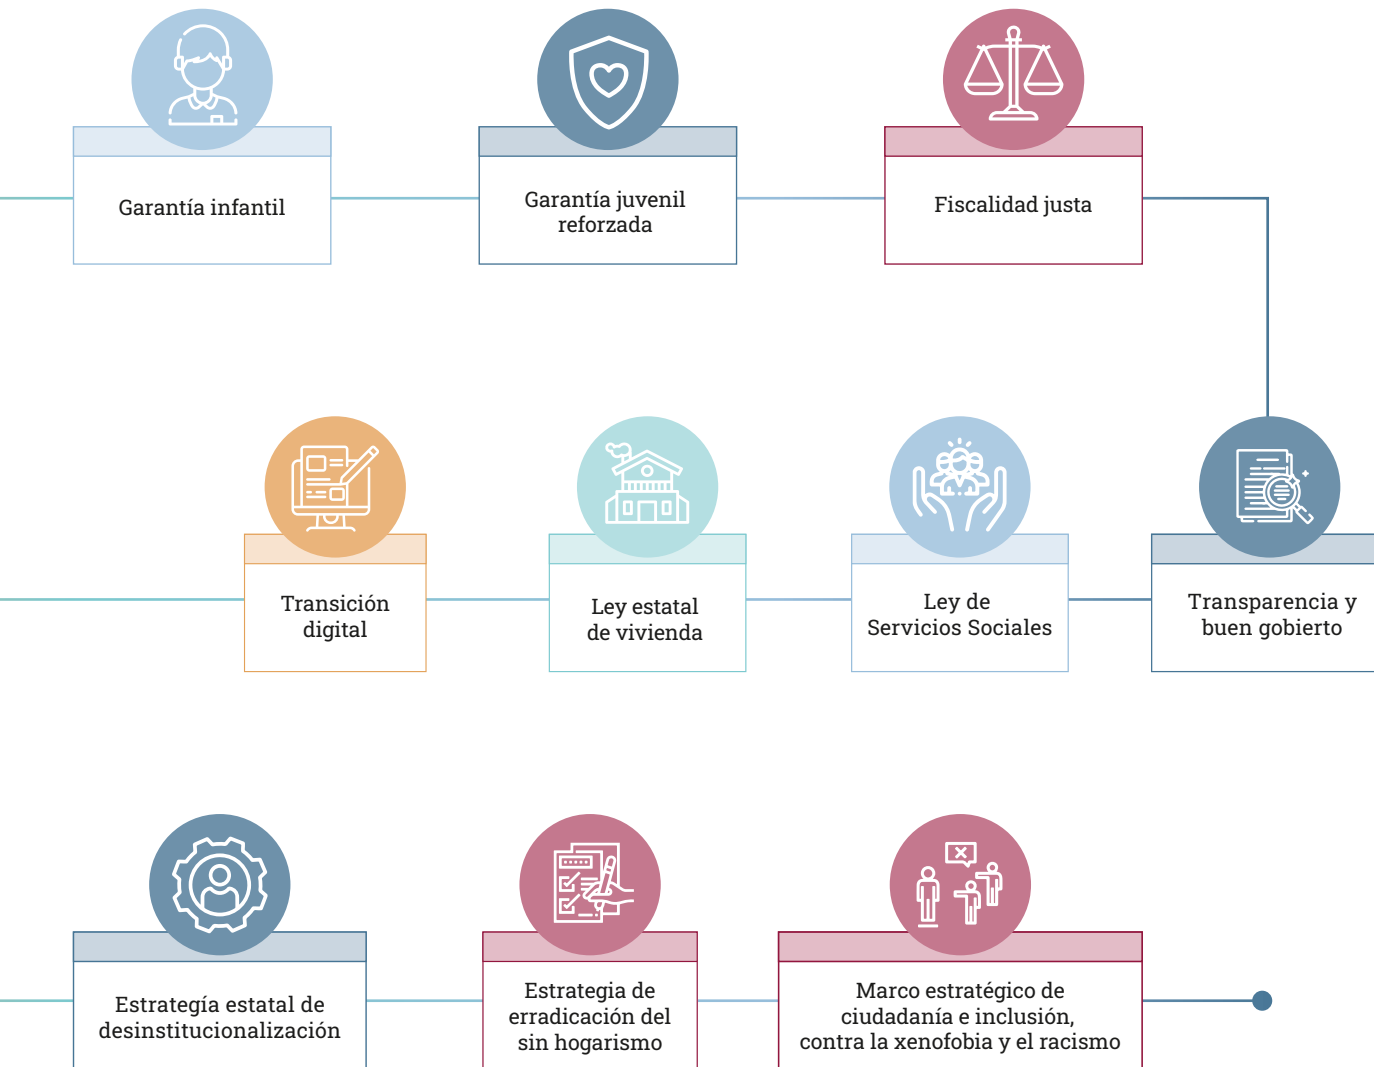 Garantía infantil
Garantía juvenil
reforzada
Fiscalidad justa
Transición
digital
Ley estatal
de vivienda
Ley de
Servicios Sociales
Transparencia y
buen gobierto
Estrategía estatal de
desinstitucionalización
Estrategia de
erradicación del
sin hogarismo
Marco estratégico de
ciudadanía e inclusión,
contra la xenofobia y el racismo